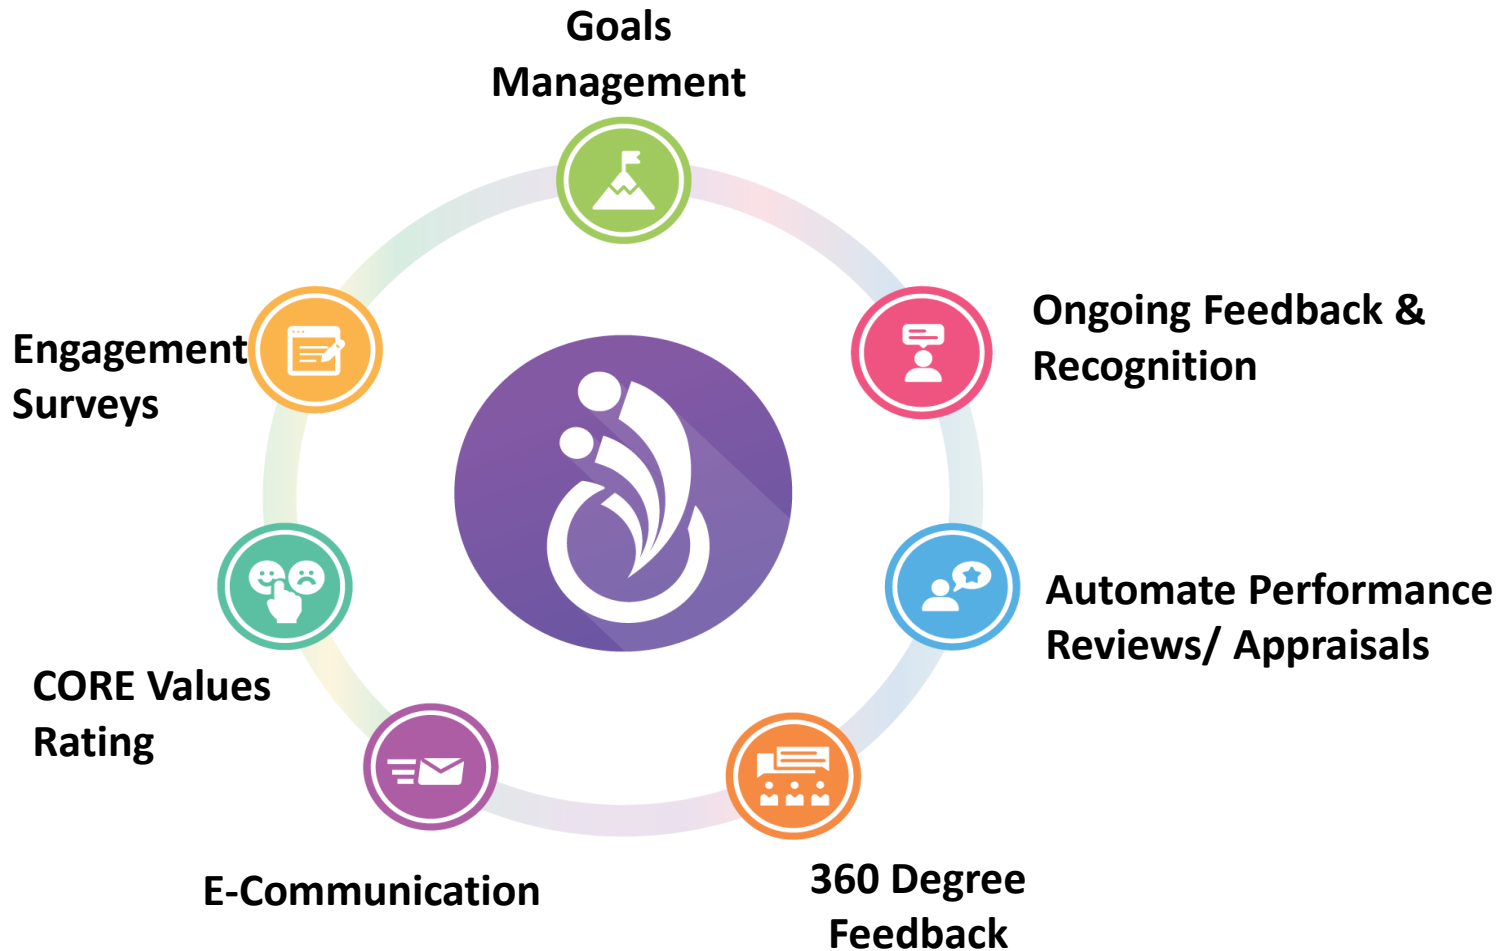 Goals
Management
Ongoing Feedback &
Recognition
Automate Performance
Reviews/ Appraisals
360 Degree
Feedback
E-Communication
CORE Values
Rating
Engagement
Surveys